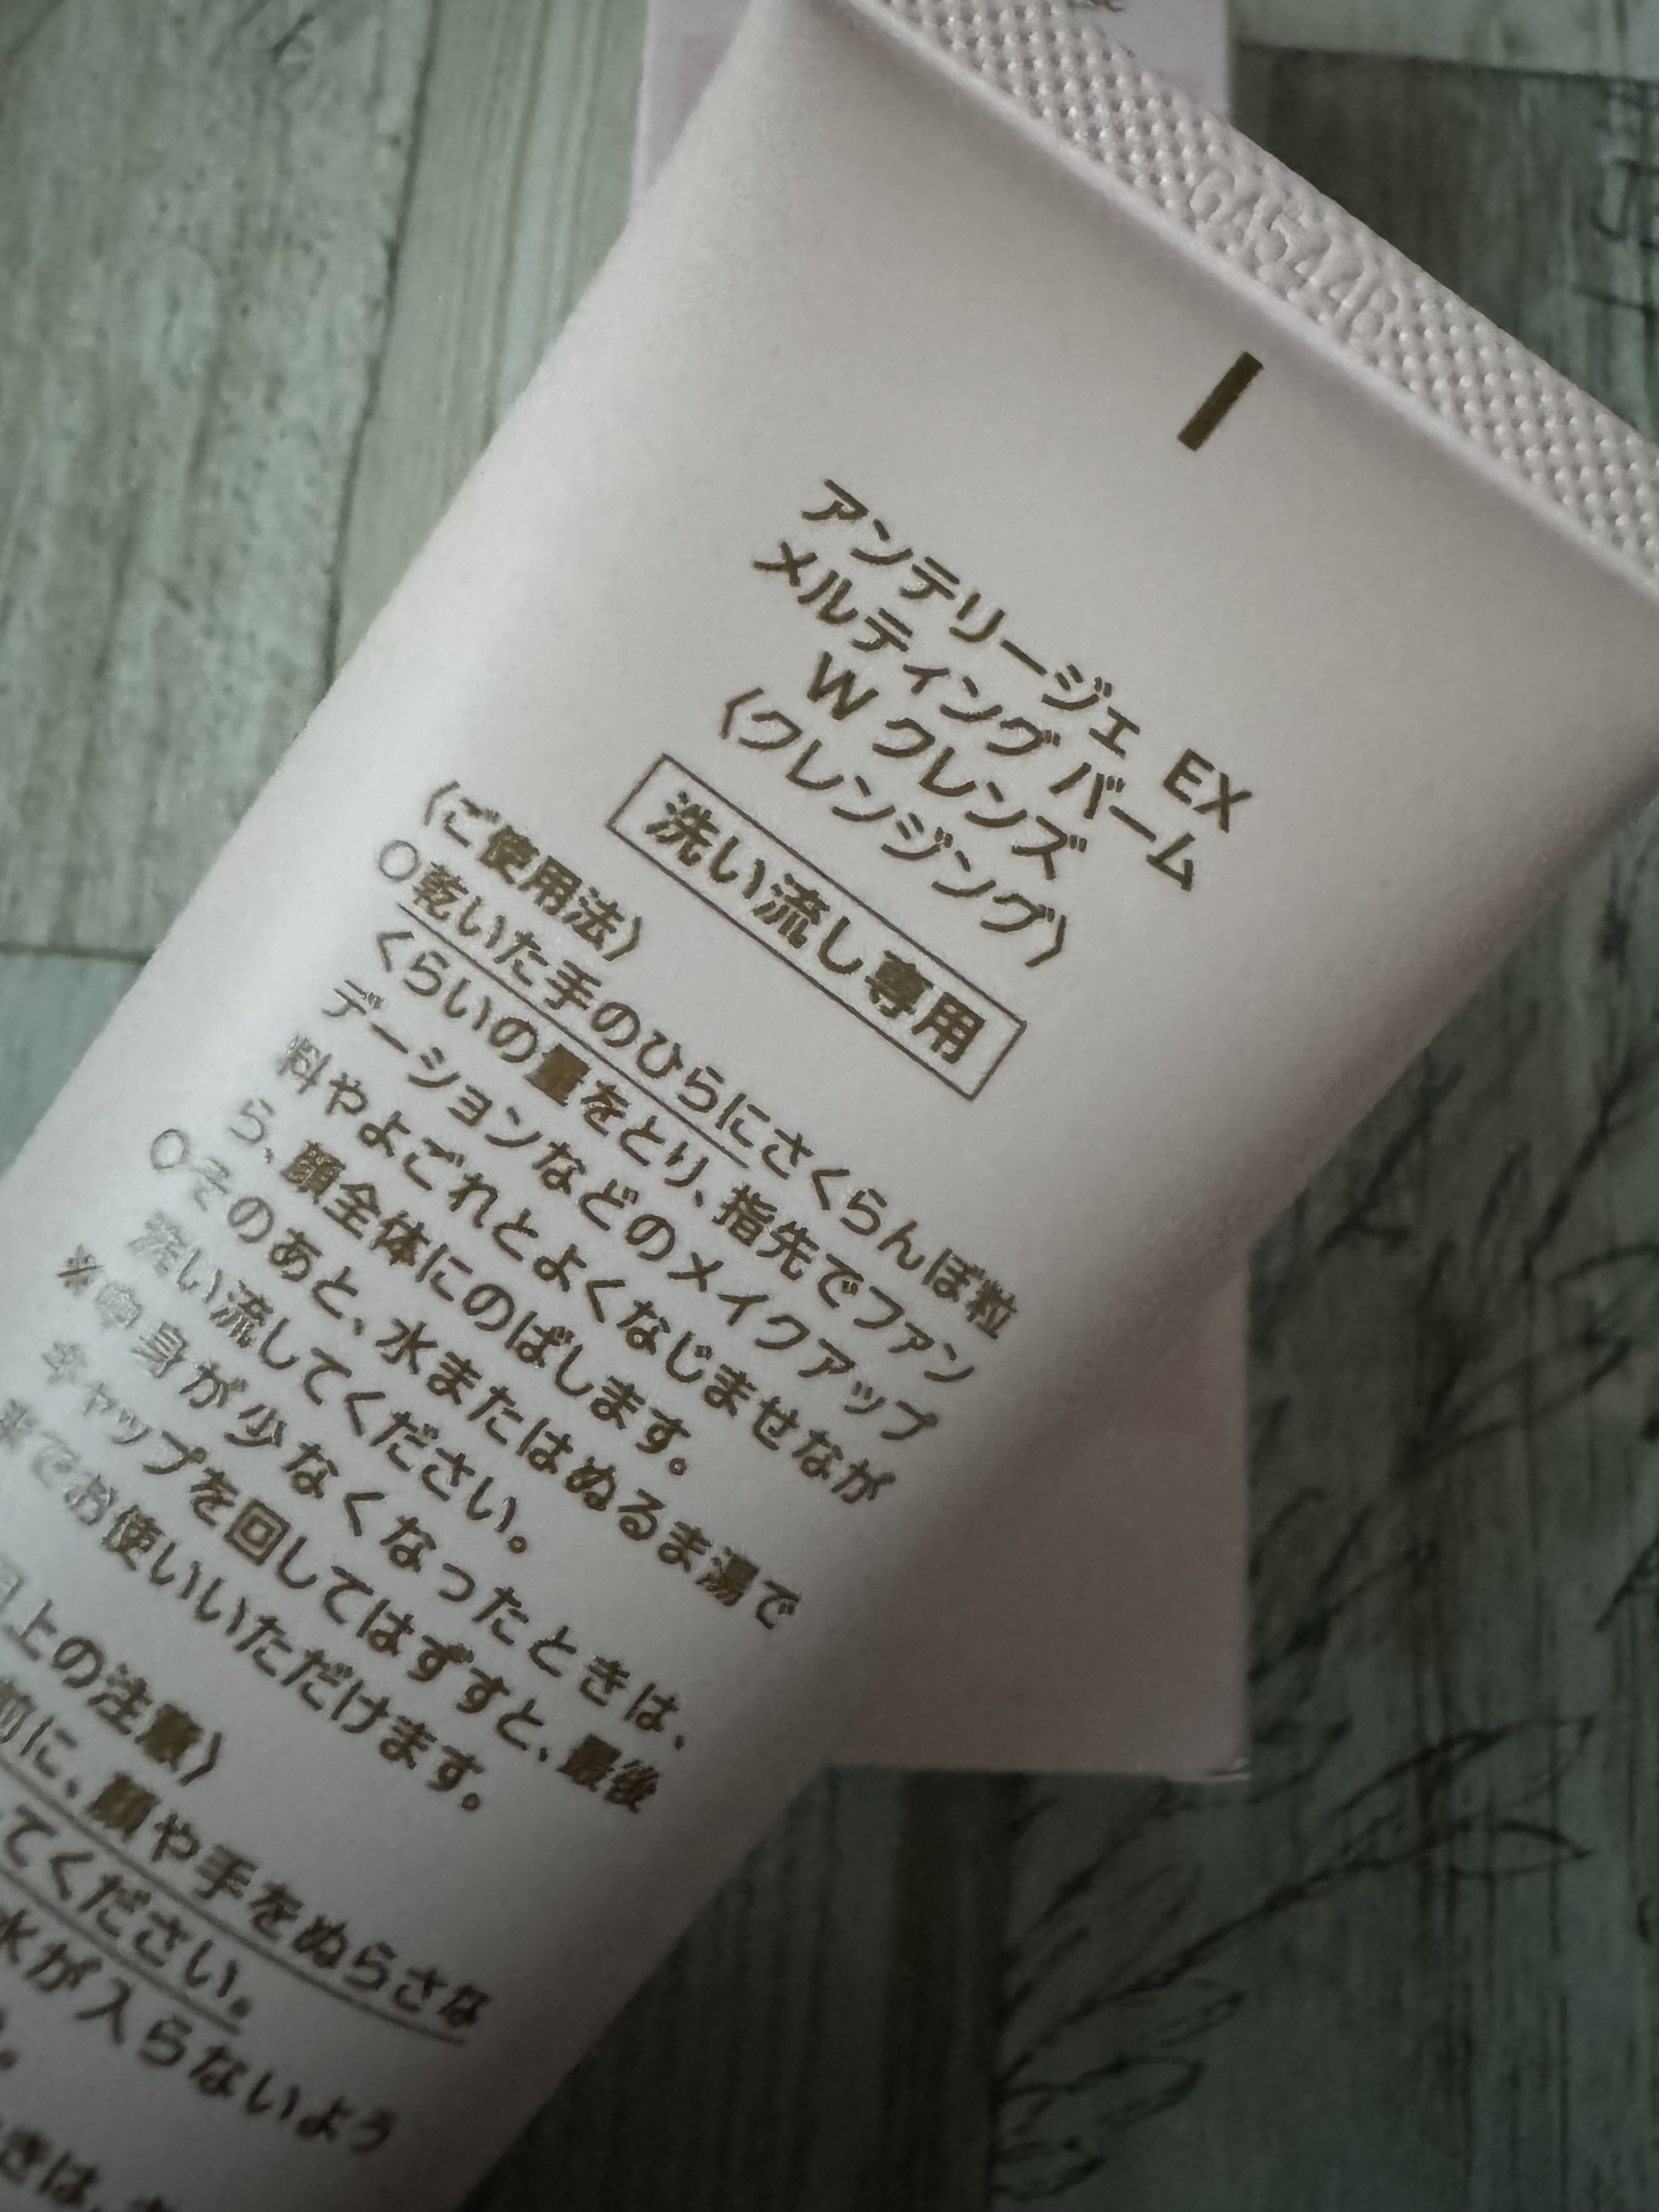 GA544B
アンテリージェ EX
メルティング バーム
W クレンズ
〈クレンジング〉
洗い流し専用
〈ご使用法〉
○乾いた手のひらにさくらんぼ粒
くらいの量をとり、指先でファン
デーションなどのメイクアップ
料やよごれとよくなじませなが
ら、顔全体にのばします。
○そのあと、水またはぬるま湯で
洗い流してください。
※中身が少なくなったときは、
キャップを回してはずすと、最後
までお使いいただけます。
上の注意〉
前に、顔や手をぬらさな
てください。
水が入らないよう
きは、